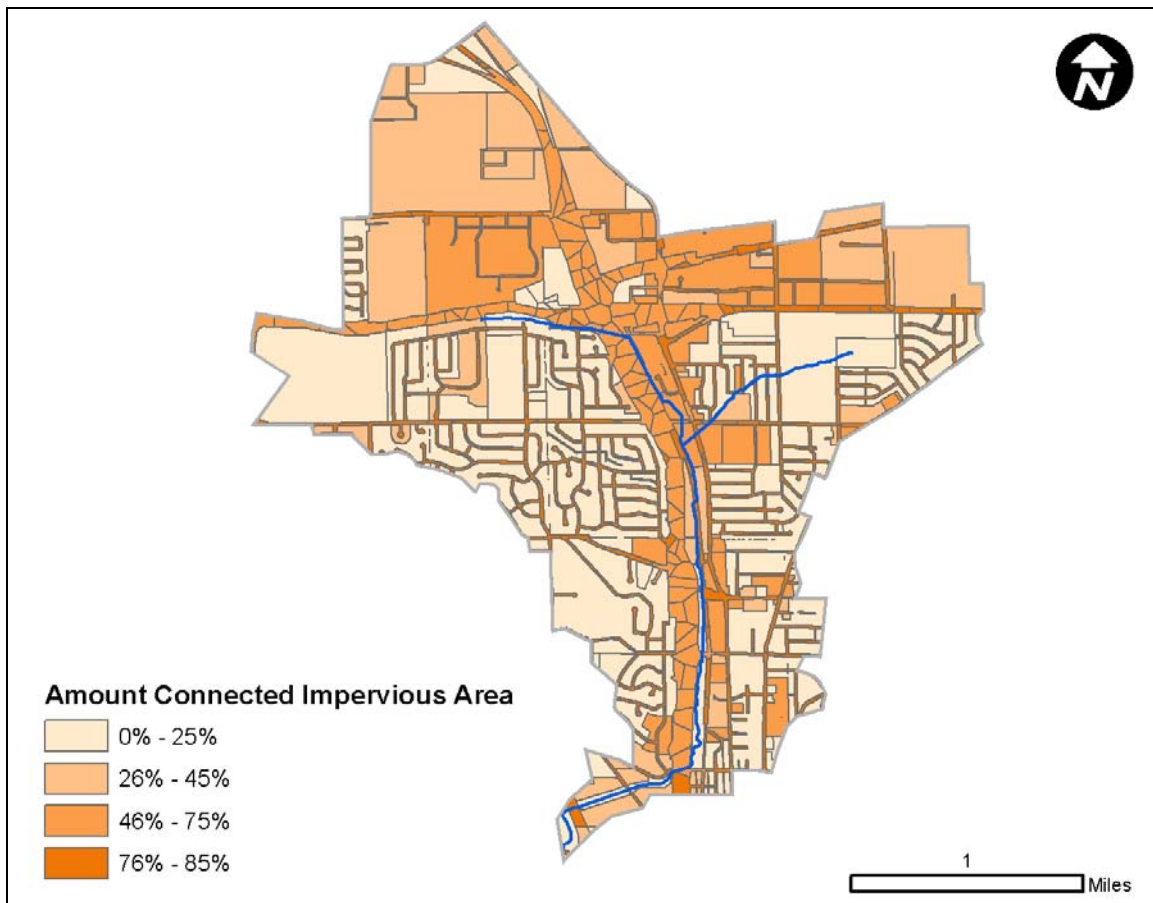 N
Amount Connected Impervious Area
0% - 25%
26% - 45%
46% - 75%
76% - 85%
1
Miles